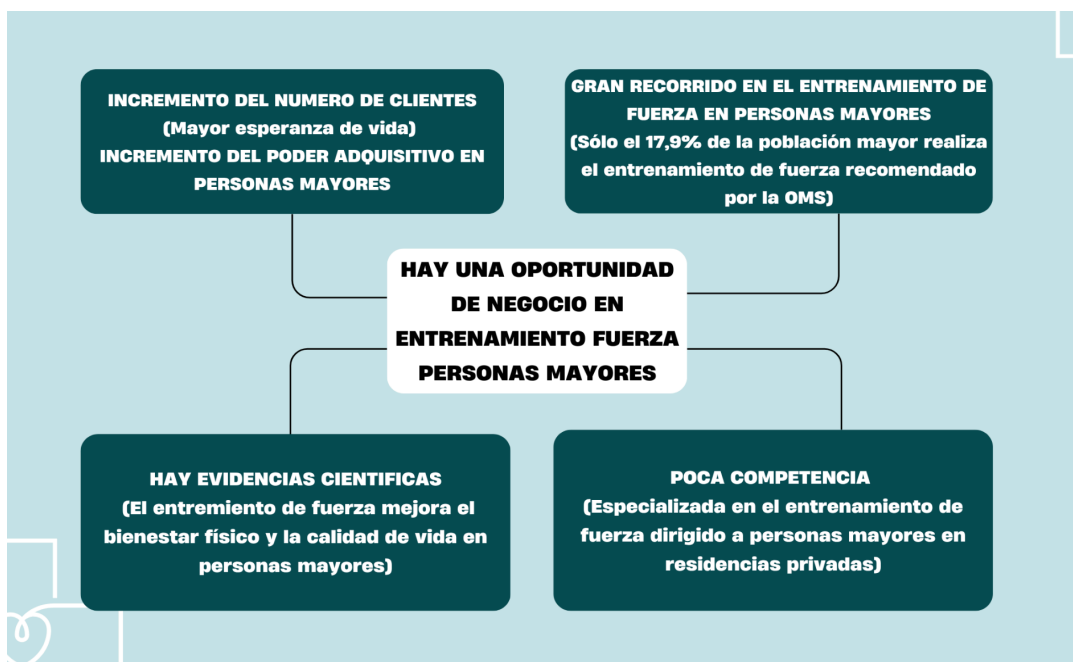 INCREMENTO DEL NUMERO DE CLIENTES
(Mayor esperanza de vida)
INCREMENTO DEL PODER ADQUISITIVO EN
PERSONAS MAYORES
GRAN RECORRIDO EN EL ENTRENAMIENTO DE
FUERZA EN PERSONAS MAYORES
(Sólo el 17,9% de la población mayor realiza
el entrenamiento de fuerza recomendado
por la OMS)
HAY UNA OPORTUNIDAD
DE NEGOCIO EN
ENTRENAMIENTO FUERZA
PERSONAS MAYORES
HAY EVIDENCIAS CIENTIFICAS
(El entremiento de fuerza mejora el
bienestar físico y la calidad de vida en
personas mayores)
POCA COMPETENCIA
(Especializada en el entrenamiento de
fuerza dirigido a personas mayores en
residencias privadas)